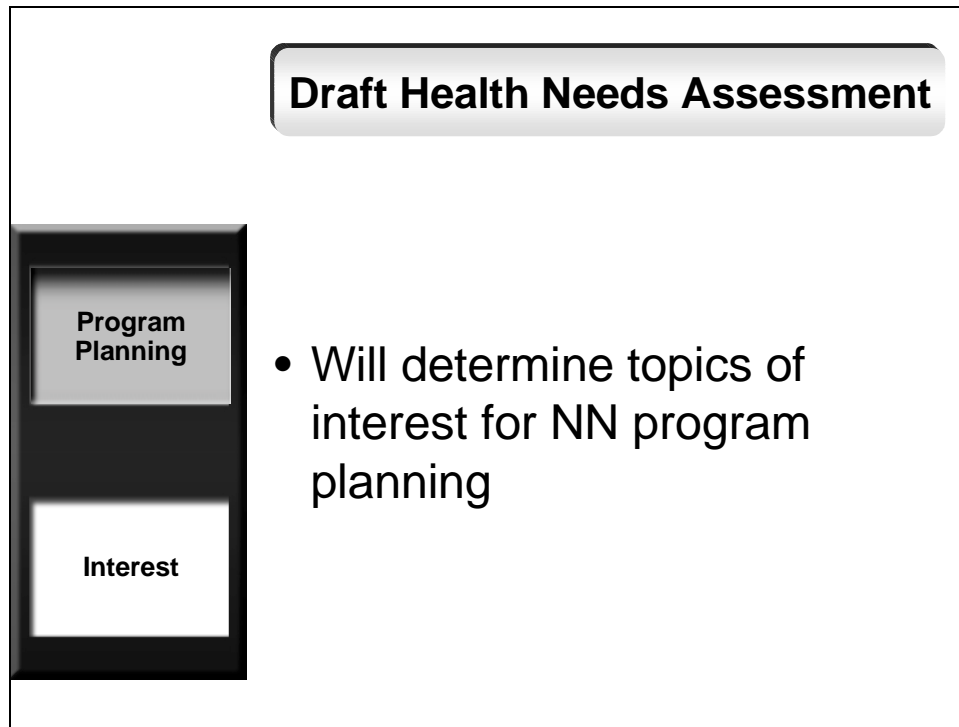 Draft Health Needs Assessment
Program
Planning
Interest
• Will determine topics of
interest for NN program
planning